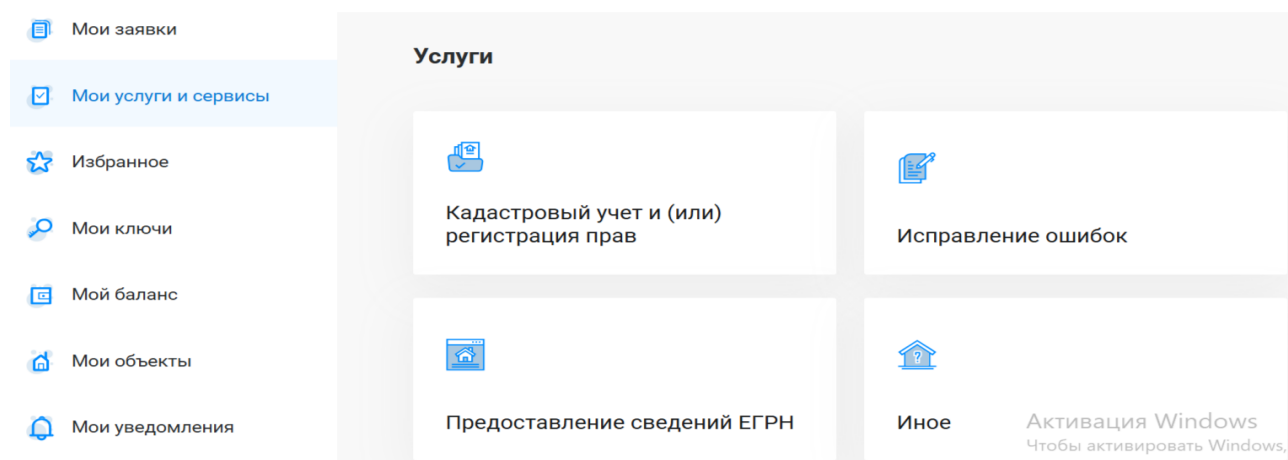 Мои заявки
Мои услуги и сервисы
Избранное
Мои ключи
Мой баланс
Мои объекты
Мои уведомления
Услуги
Кадастровый учет и (или)
регистрация прав
Исправление ошибок
Предоставление сведений ЕГРН
Иное
Активация Windows
Чтобы активировать Windows,